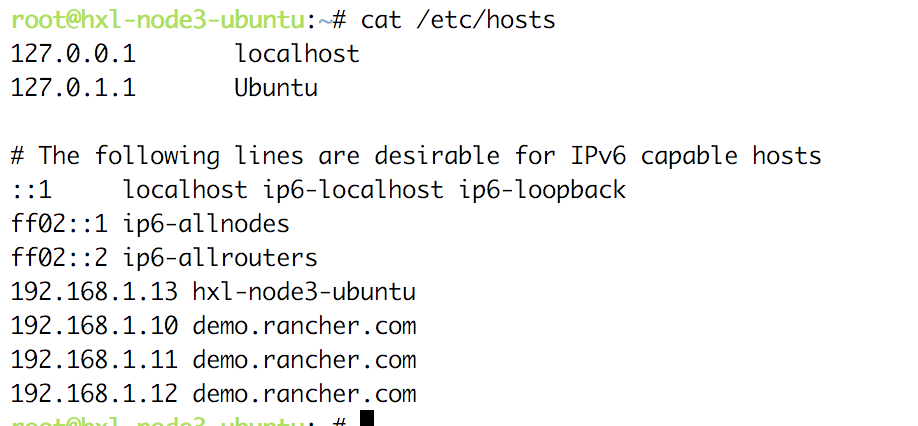 root@hxl-node3-ubuntu:~# cat /etc/hosts
127.0.0.1       localhost
127.0.1.1       Ubuntu
# The following lines are desirable for IPv6 capable hosts
::1     localhost ip6-localhost ip6-loopback
ff02::1 ip6-allnodes
ff02::2 ip6-allrouters
192.168.1.13 hxl-node3-ubuntu
192.168.1.10 demo.rancher.com
192.168.1.11 demo.rancher.com
192.168.1.12 demo.rancher.com
root@hxl-node3-ubuntu:~#